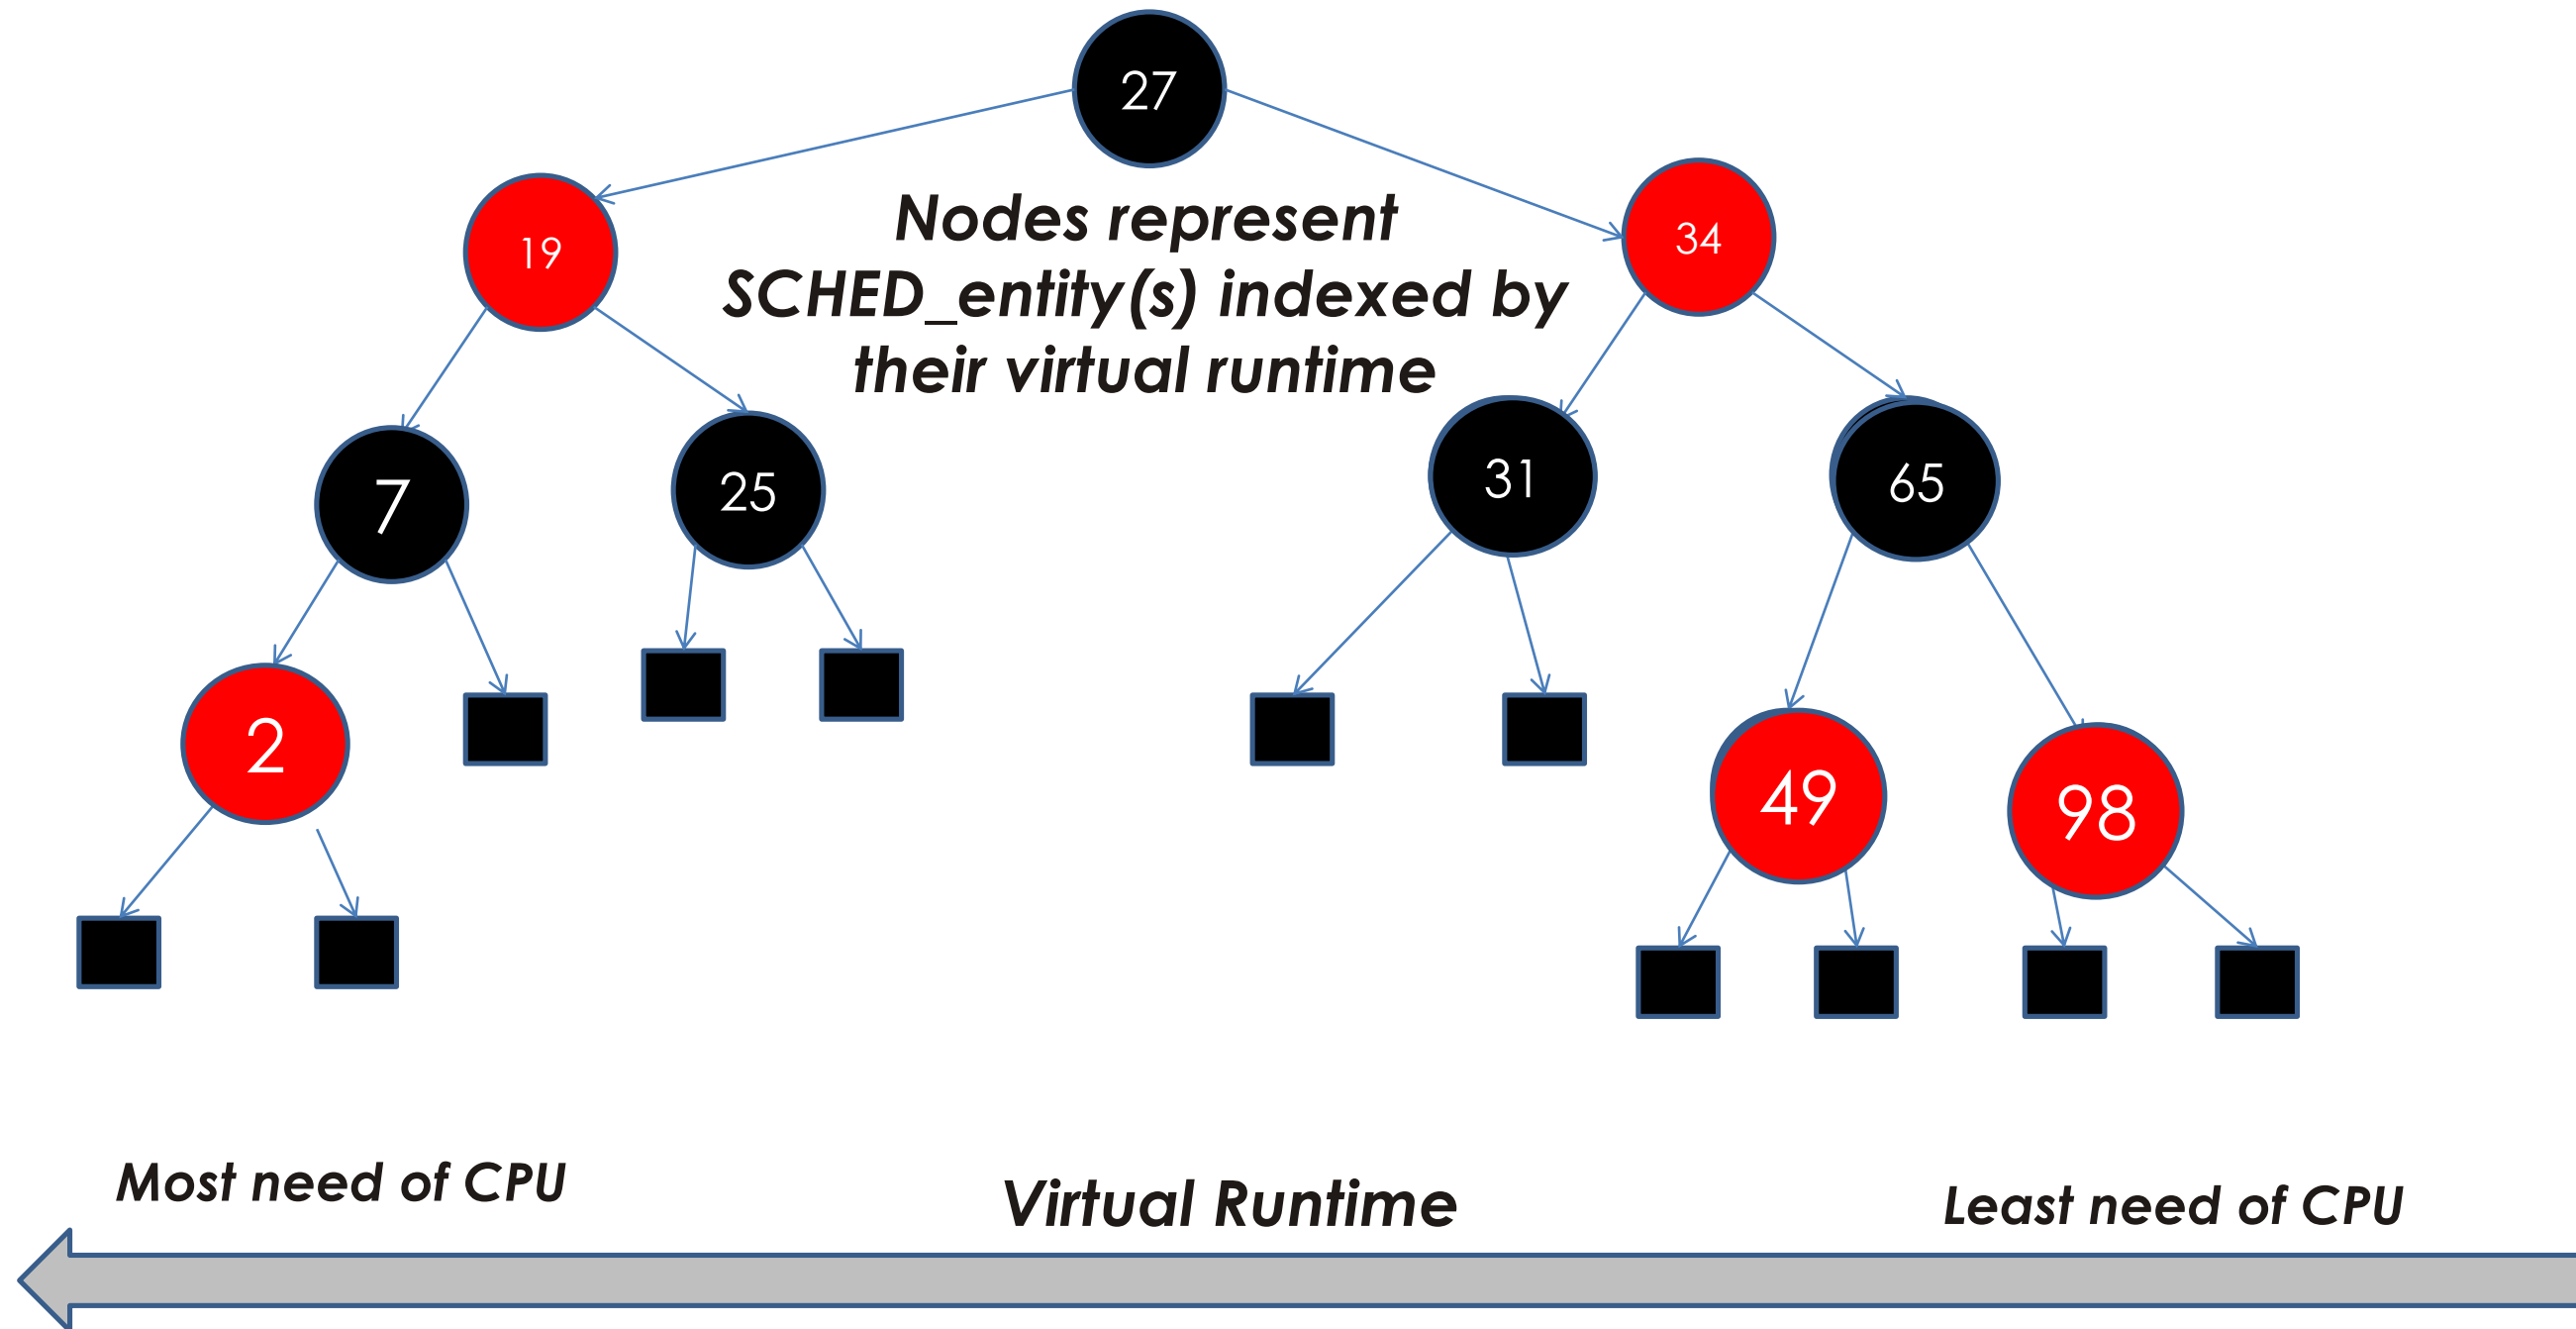 27
19
34
Nodes represent
SCHED_entity(s) indexed by
their virtual runtime
7
25
31
65
2
49
98
Most need of CPU
Virtual Runtime
Least need of CPU